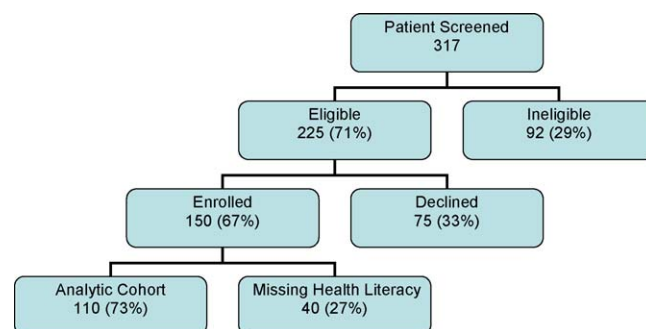 Patient Screened
317
Eligible
225 (71%)
Ineligible
92 (29%)
Enrolled
150 (67%)
Declined
75 (33%)
Analytic Cohort
110 (73%)
Missing Health Literacy
40 (27%)